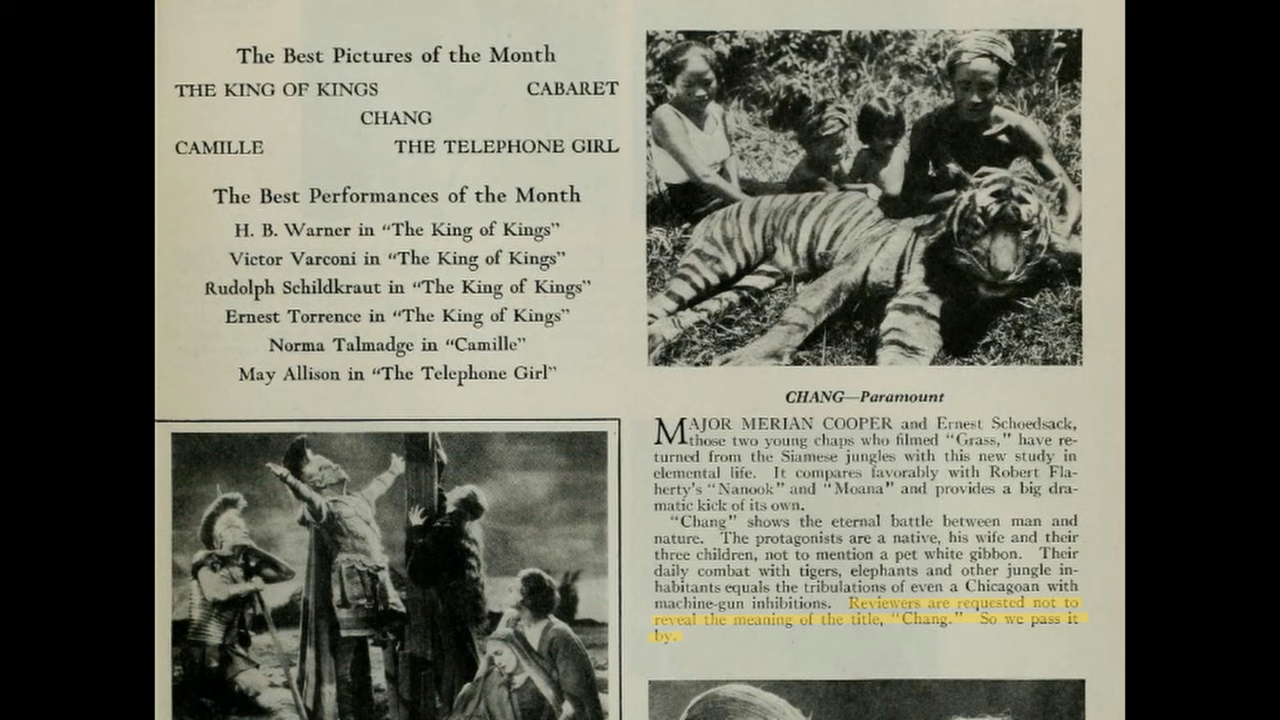 The Best Pictures of the Month
THE KING OF KINGS CABARET
CHANG
CAMILLE THE TELEPHONE GIRL
The Best Performances of the Month
H. B. Warner in “The King of Kings”
Victor Varconi in “The King of Kings”
Rudolph Schildkraut in “The King of Kings”
Ernest Torrence in “The King of Kings”
Norma Talmadge in “Camille”
May Allison in “The Telephone Girl”
CHANG—Paramount
MAJOR MERIAN COOPER and Ernest Schoedsack,
those two young chaps who filmed “Grass,” have re-
turned from the Siamese jungles with this new study in
elemental life. It compares favorably with Robert Fla-
herty’s “Nanook” and “Moana” and provides a big dra-
matic kick of its own.
“Chang” shows the eternal battle between man and
nature. The protagonists are a native, his wife and their
three children, not to mention a pet white gibbon. Their
daily combat with tigers, elephants and other jungle in-
habitants equals the tribulations of even a Chicagoan with
machine-gun inhibitions. Reviewers are requested not to
reveal the meaning of the title, “Chang.” So we pass it
by.